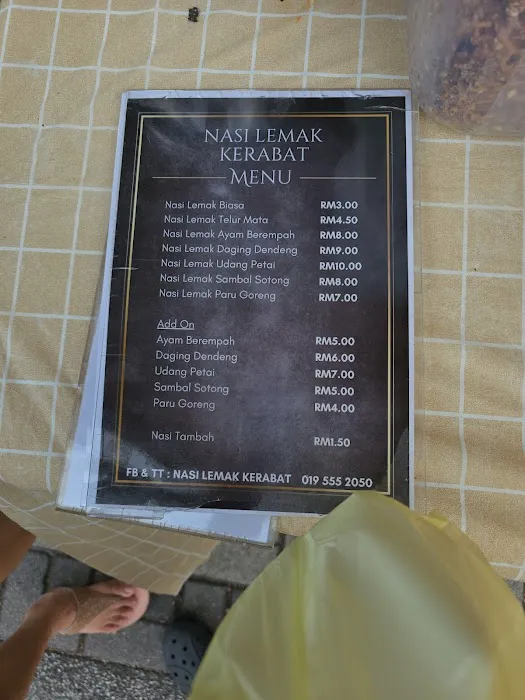 NASI LEMAK
KERABAT
MENU
Nasi Lemak Biasa RM3.00
Nasi Lemak Telur Mata RM4.50
Nasi Lemak Ayam Berempah RM8.00
Nasi Lemak Daging Dendeng RM9.00
Nasi Lemak Udang Petai RM10.00
Nasi Lemak Sambal Sotong RM8.00
Nasi Lemak Paru Goreng RM7.00
Add On
Ayam Berempah RM5.00
Daging Dendeng RM6.00
Udang Petai RM7.00
Sambal Sotong RM5.00
Paru Goreng RM4.00
Nasi Tambah RM1.50
FB & TT : NASI LEMAK KERABAT 019 555 2050